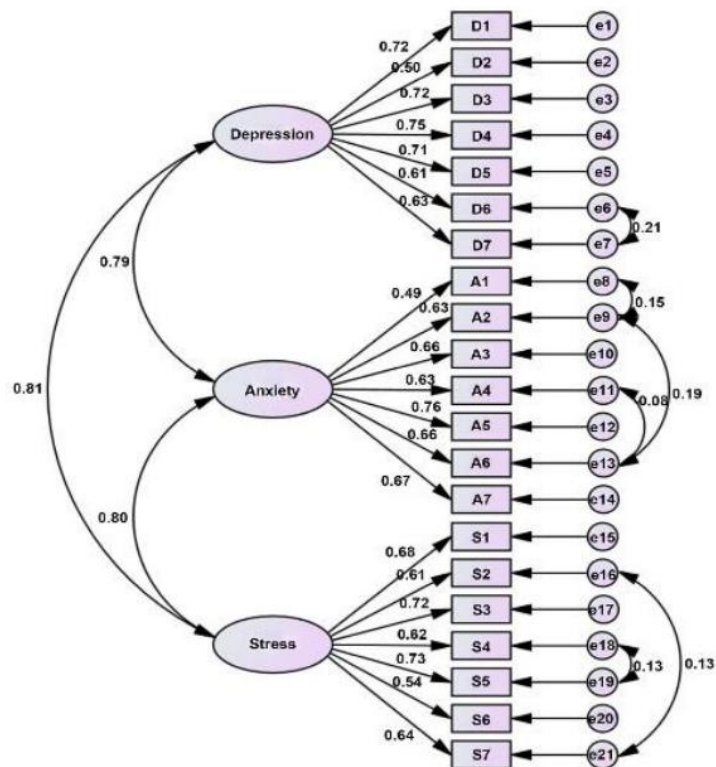 D1 e1
0.72
D2 e2
0.50
D3 e3
0.72
Depression
0.75
D4 e4
0.71
D5 e5
0.61
D6 e6
0.63
0.21
D7 e7
0.79
A1 e8
0.49
0.15
0.63
A2 e9
0.66
A3 e10
0.81
Anxiety
0.63
A4 e11
0.08
0.19
0.76
A5 e12
0.66
A6 e13
0.67
A7 e14
0.80
S1 e15
0.68
S2 e16
0.61
S3 e17
0.72
Stress
0.62
S4 e18
0.13
0.13
0.73
S5 e19
0.54
S6 e20
0.64
S7 e21